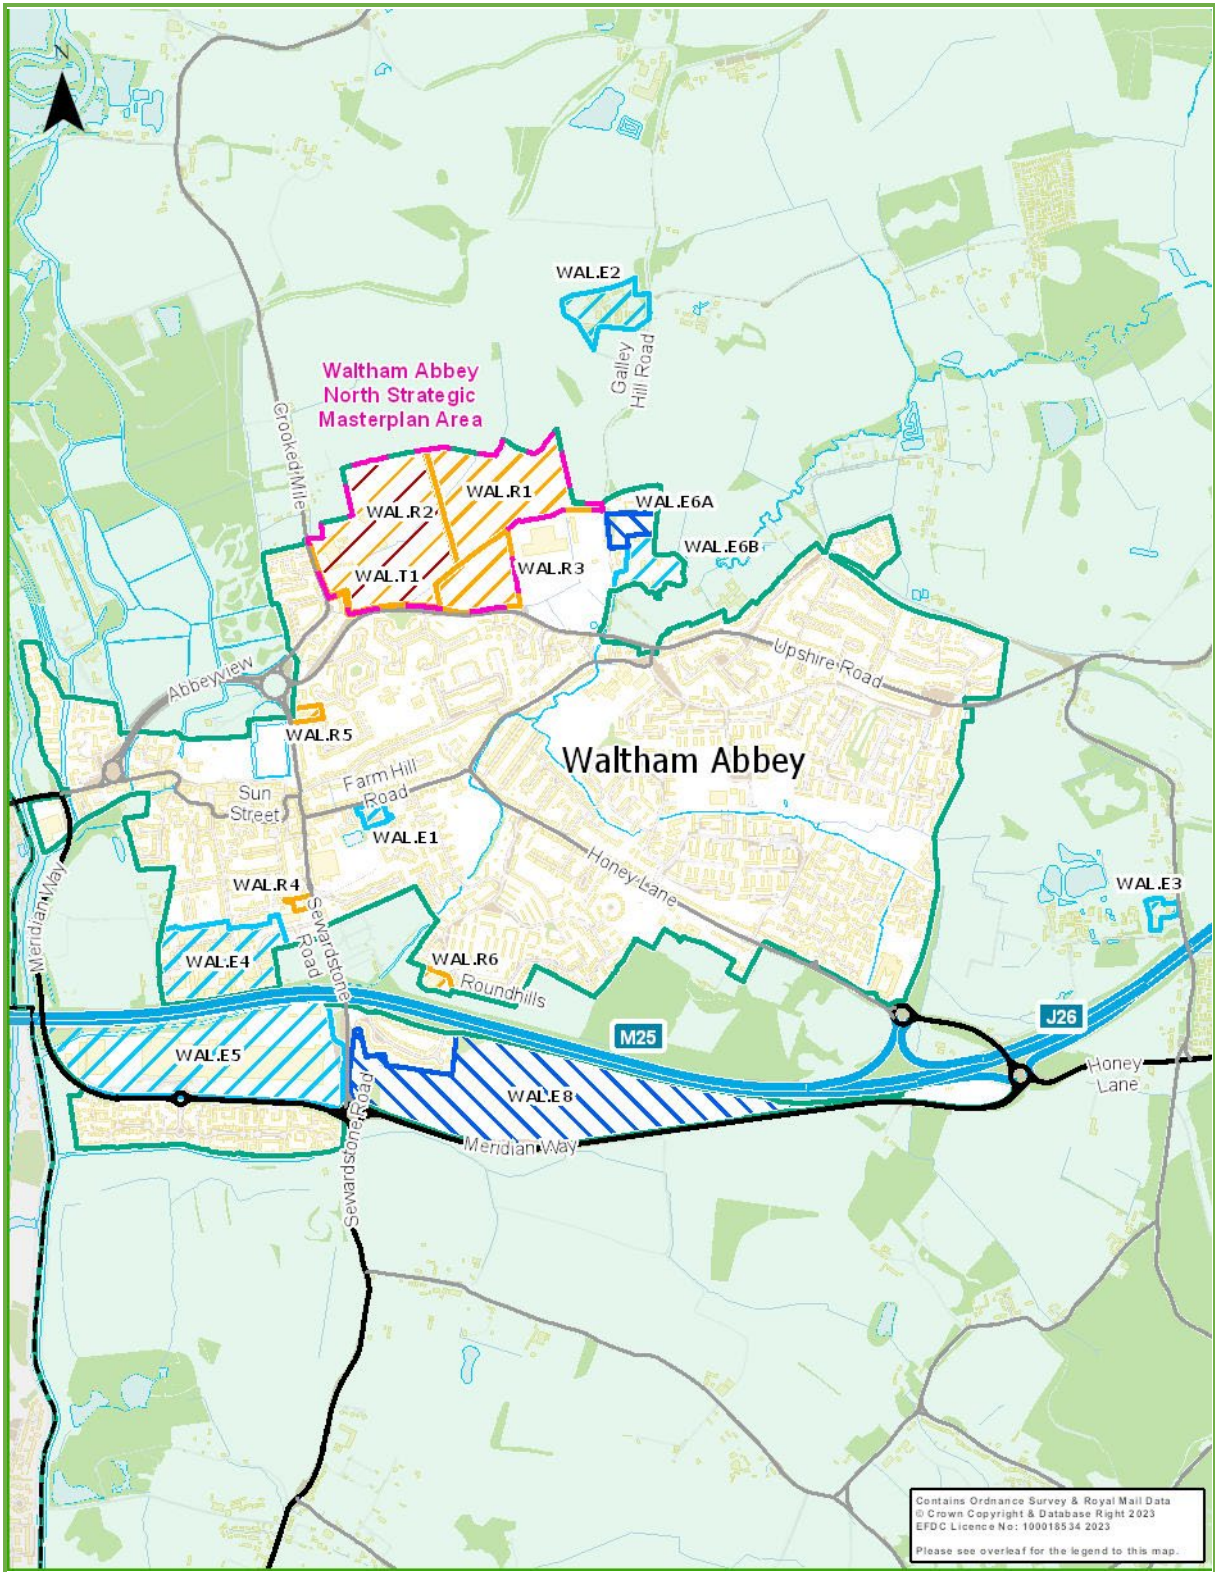 N
WAL.E2
Galley
Hill Road
Waltham Abbey
North Strategic
Masterplan Area
Crooked Mile
WAL.R1
WAL.R2
WAL.E6A
WAL.E6B
WAL.R3
WAL.T1
Upshire Road
Abbeyview
WAL.R5
Waltham Abbey
Farm Hill
Road
Sun
Street
WAL.E1
Honey Lane
WAL.R4
WAL.E3
Meridian Way
Sewardstone
Road
WAL.E4
WAL.R6
Roundhills
J26
M25
WAL.E5
Honey
Lane
WAL.E8
Sewardstone Road
Meridian Way
Contains Ordnance Survey & Royal Mail Data
© Crown Copyright & Database Right 2023
EFDC Licence No: 100018534 2023
Please see overleaf for the legend to this map.